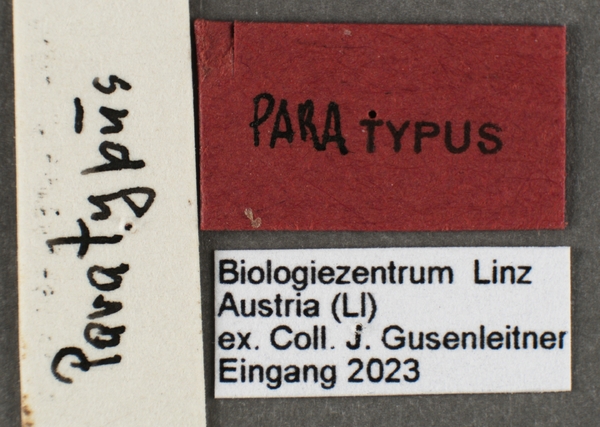 Paratypus
PARATYPUS
Biologiezentrum Linz
Austria (LI)
ex. Coll. J. Gusenleitner
Eingang 2023